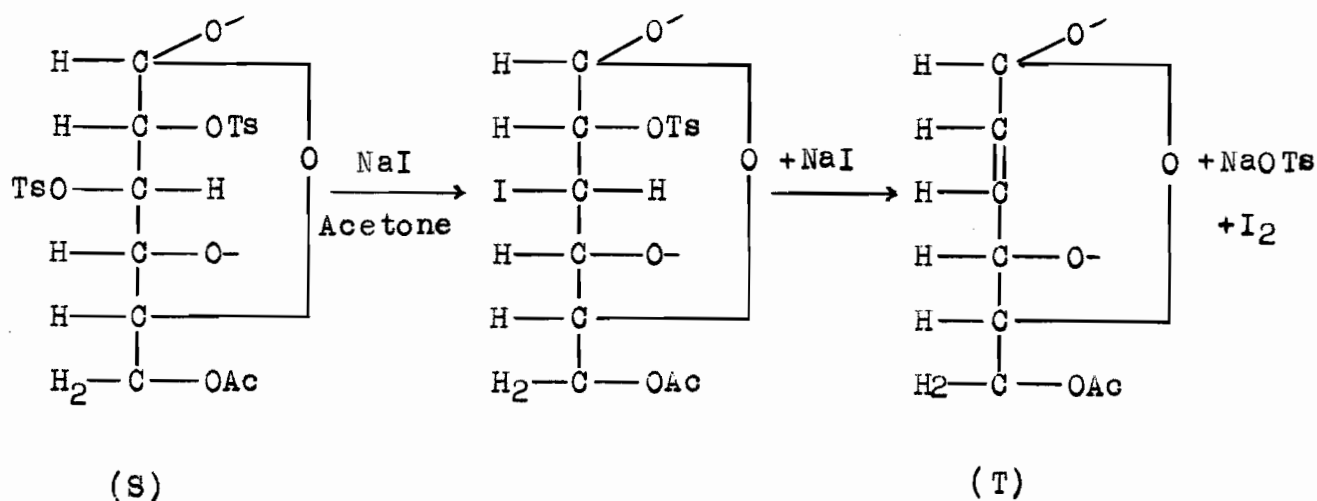 O O O
H—C H—C H—C
H—C—OTs H—C—OTs H—C
O NaI O +NaI O +NaOTs
TsO—C—H I—C—H H—C
Acetone +I2
H—C—O- H—C—O- H—C—O-
H—C H—C H—C
H2—C—OAc H2—C—OAc H2—C—OAc
(S) (T)